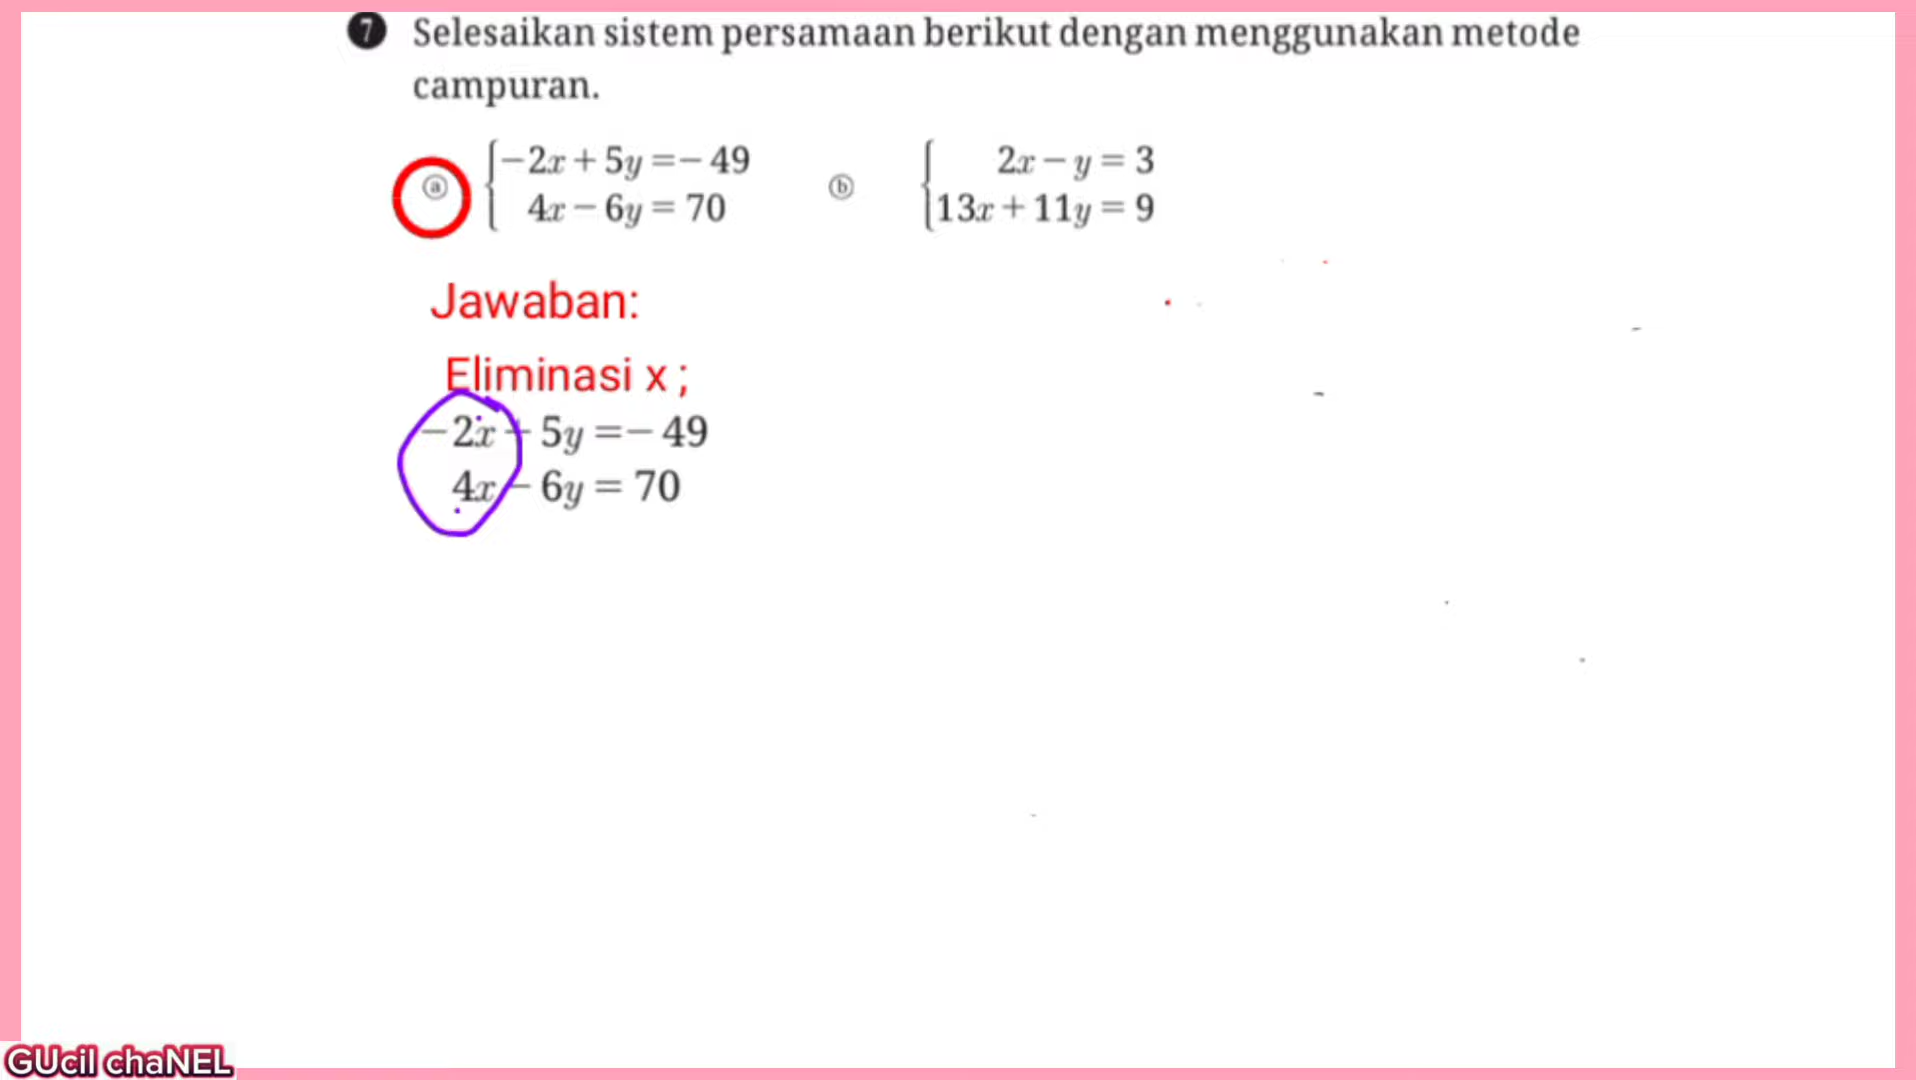 7 Selesaikan sistem persamaan berikut dengan menggunakan metode
campuran.
ⓐ { −2x + 5y = − 49
4x − 6y = 70
ⓑ { 2x − y = 3
13x + 11y = 9
Jawaban:
Eliminasi x ;
−2x + 5y = − 49
4x − 6y = 70
GUcil chaNEL